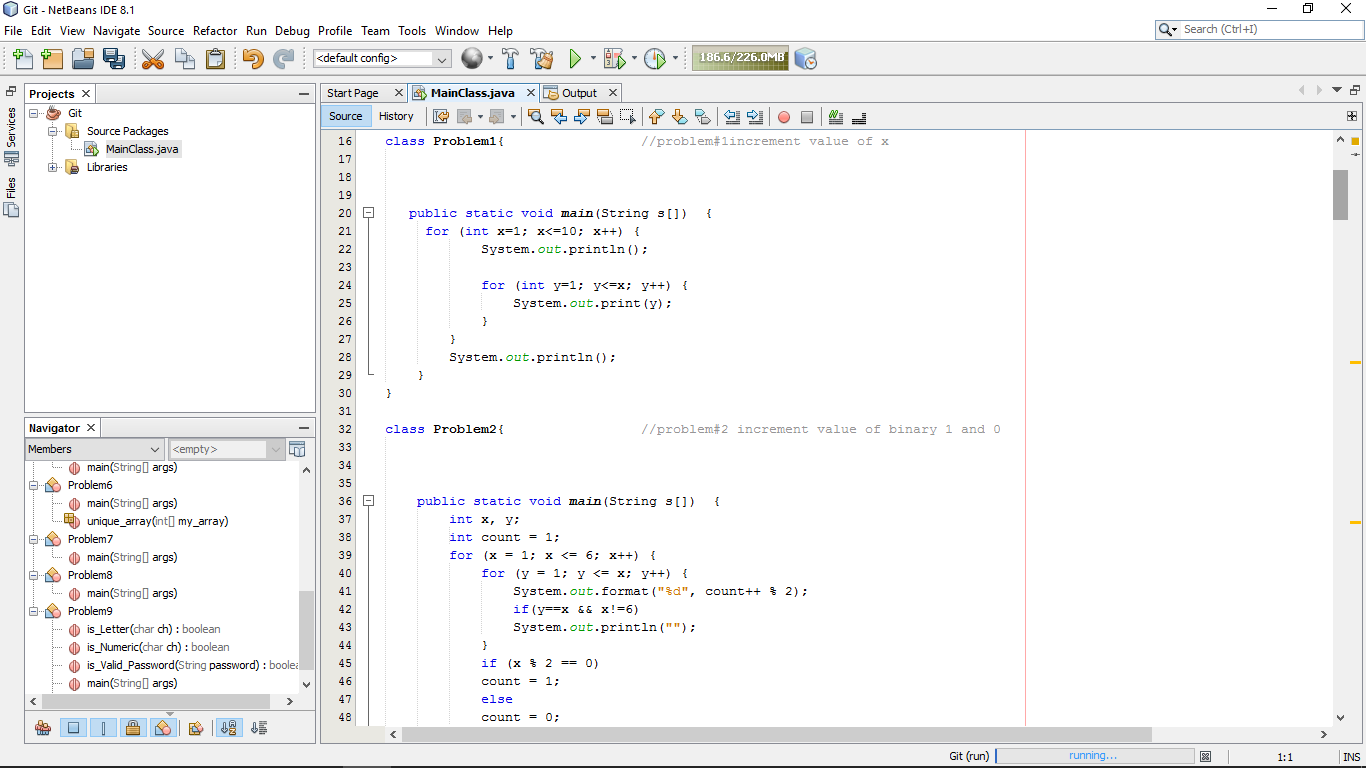 Git - NetBeans IDE 8.1
File Edit View Navigate Source Refactor Run Debug Profile Team Tools Window Help
Search (Ctrl+I)
<default config>
186.6/226.0MB
Services
Files
Projects
Git
Source Packages
MainClass.java
Libraries
Navigator
Members
<empty>
main(String[] args)
Problem6
main(String[] args)
unique_array(int[] my_array)
Problem7
main(String[] args)
Problem8
main(String[] args)
Problem9
is_Letter(char ch) : boolean
is_Numeric(char ch) : boolean
is_Valid_Password(String password) : boolea
main(String[] args)
Start Page MainClass.java Output
Source History
16 class Problem1{ //problem#1increment value of x
17
18
19
20 public static void main(String s[]) {
21 for (int x=1; x<=10; x++) {
22 System.out.println();
23
24 for (int y=1; y<=x; y++) {
25 System.out.print(y);
26 }
27 }
28 System.out.println();
29 }
30 }
31
32 class Problem2{ //problem#2 increment value of binary 1 and 0
33
34
35
36 public static void main(String s[]) {
37 int x, y;
38 int count = 1;
39 for (x = 1; x <= 6; x++) {
40 for (y = 1; y <= x; y++) {
41 System.out.format("%d", count++ % 2);
42 if(y==x && x!=6)
43 System.out.println("");
44 }
45 if (x % 2 == 0)
46 count = 1;
47 else
48 count = 0;
Git (run) running... 1:1 INS